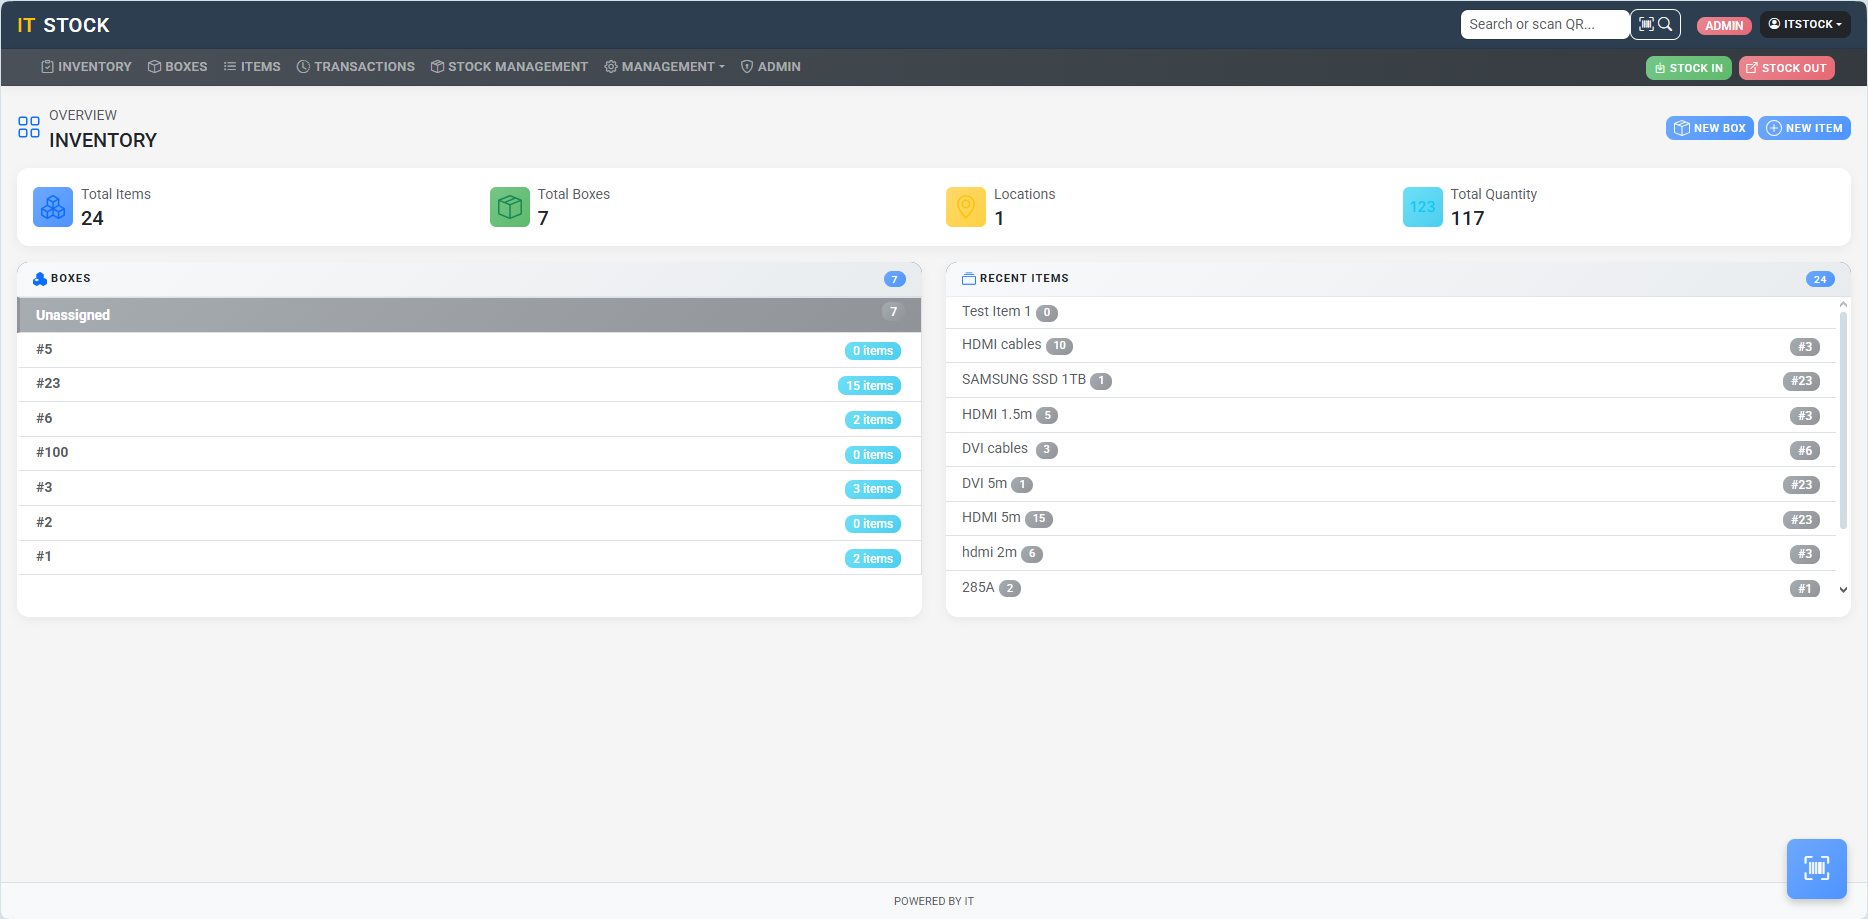 IT STOCK
Search or scan QR...
ADMIN
ITSTOCK
INVENTORY
BOXES
ITEMS
TRANSACTIONS
STOCK MANAGEMENT
MANAGEMENT
ADMIN
STOCK IN
STOCK OUT
OVERVIEW
INVENTORY
NEW BOX
NEW ITEM
Total Items
24
Total Boxes
7
Locations
1
123
Total Quantity
117
BOXES
7
Unassigned
7
#5
0 items
#23
15 items
#6
2 items
#100
0 items
#3
3 items
#2
0 items
#1
2 items
RECENT ITEMS
24
Test Item 1 0
HDMI cables 10
#3
SAMSUNG SSD 1TB 1
#23
HDMI 1.5m 5
#3
DVI cables 3
#6
DVI 5m 1
#23
HDMI 5m 15
#23
hdmi 2m 6
#3
285A 2
#1
POWERED BY IT